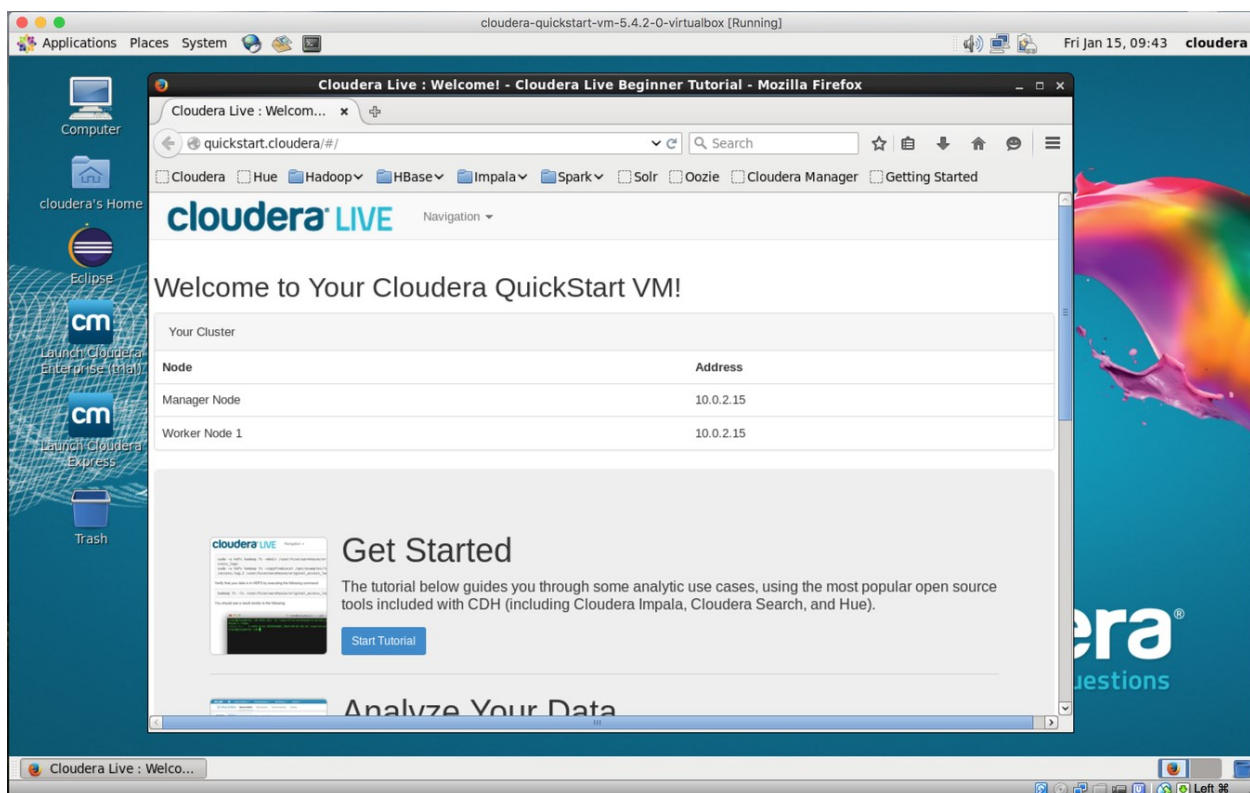 cloudera-quickstart-vm-5.4.2-0-virtualbox [Running]
Applications Places System
Fri Jan 15, 09:43 cloudera
Computer
cloudera's Home
Eclipse
cm
Launch Cloudera
Enterprise (trial)
cm
Launch Cloudera
Express
Trash
Cloudera Live : Welcome! - Cloudera Live Beginner Tutorial - Mozilla Firefox
Cloudera Live : Welcom...
quickstart.cloudera/#/
Search
Cloudera Hue Hadoop HBase Impala Spark Solr Oozie Cloudera Manager Getting Started
cloudera LIVE Navigation
Welcome to Your Cloudera QuickStart VM!
Your Cluster
Node Address
Manager Node 10.0.2.15
Worker Node 1 10.0.2.15
cloudera LIVE
Get Started
The tutorial below guides you through some analytic use cases, using the most popular open source
tools included with CDH (including Cloudera Impala, Cloudera Search, and Hue).
Start Tutorial
Analyze Your Data
era®
uestions
Cloudera Live : Welco...
Left ⌘